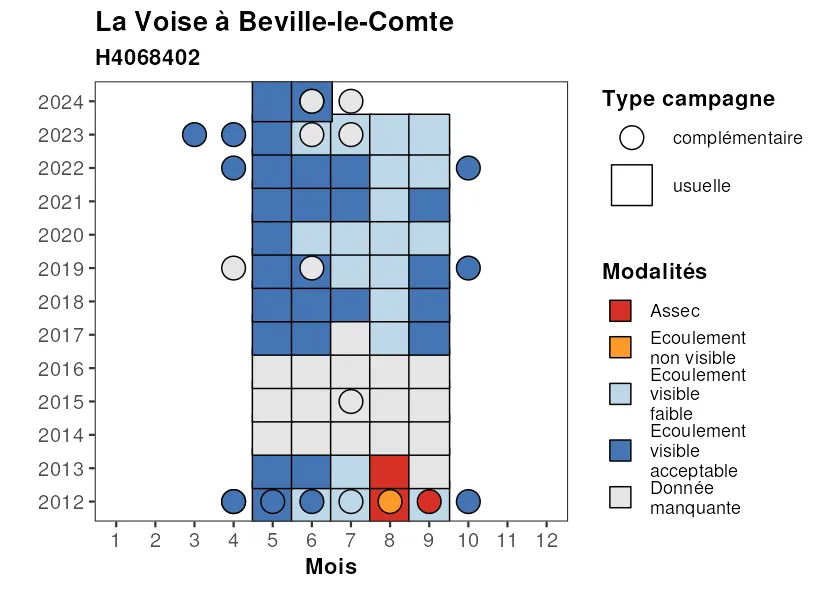 La Voise à Beville-le-Comte
H4068402
2024
2023
2022
2021
2020
2019
2018
2017
2016
2015
2014
2013
2012
1 2 3 4 5 6 7 8 9 10 11 12
Mois
Type campagne
complémentaire
usuelle
Modalités
Assec
Ecoulement
non visible
Ecoulement
visible
faible
Ecoulement
visible
acceptable
Donnée
manquante